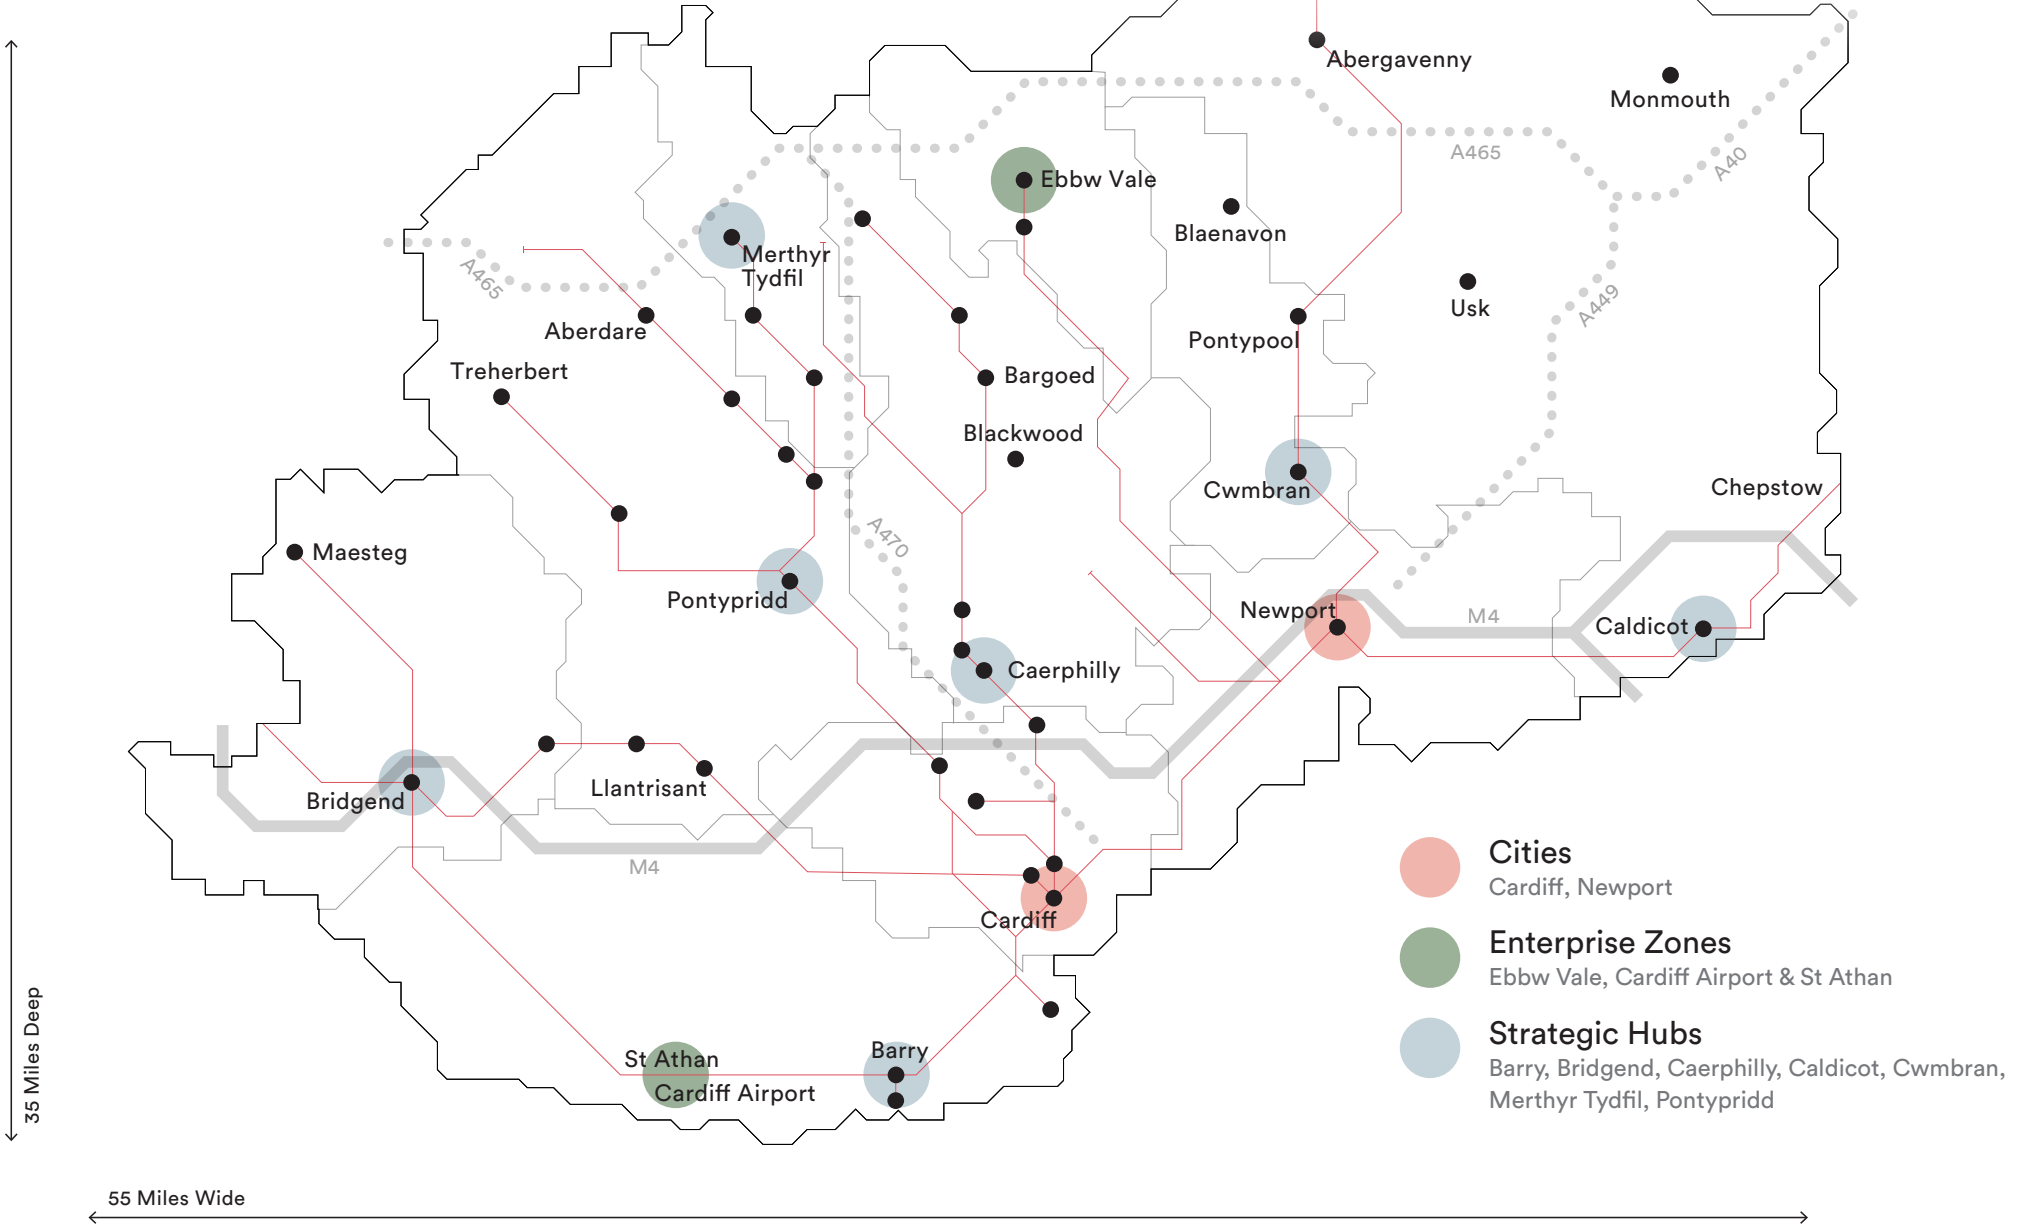 Abergavenny
Monmouth
A465
A40
Ebbw Vale
Blaenavon
Merthyr
Tydfil
A465
Usk
A449
Aberdare
Pontypool
Treherbert
Bargoed
Blackwood
Cwmbran
Chepstow
A470
Maesteg
Pontypridd
Newport
M4
Caldicot
Caerphilly
Llantrisant
Bridgend
M4
Cardiff
St Athan
Cardiff Airport
Barry
Cities
Cardiff, Newport
Enterprise Zones
Ebbw Vale, Cardiff Airport & St Athan
Strategic Hubs
Barry, Bridgend, Caerphilly, Caldicot, Cwmbran,
Merthyr Tydfil, Pontypridd
35 Miles Deep
55 Miles Wide